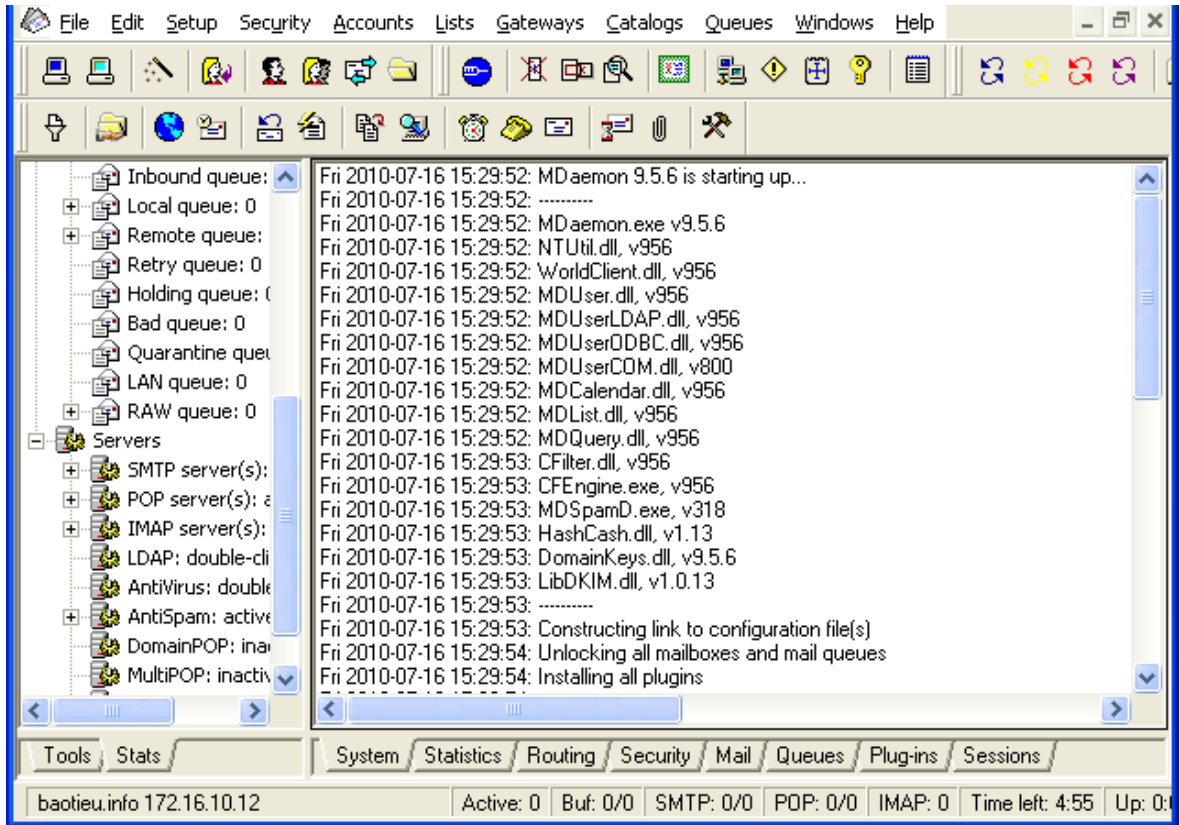 File Edit Setup Security Accounts Lists Gateways Catalogs Queues Windows Help
Inbound queue:
Local queue: 0
Remote queue:
Retry queue: 0
Holding queue:
Bad queue: 0
Quarantine
LAN queue: 0
RAW queue: 0
Servers
SMTP server(s):
POP server(s):
IMAP server(s):
LDAP:
AntiVirus:
AntiSpam:
DomainPOP:
MultiPOP:
Fri 2010-07-16 15:29:52: MDaemon 9.5.6 is starting up...
Fri 2010-07-16 15:29:52: ----------
Fri 2010-07-16 15:29:52: MDaemon.exe v9.5.6
Fri 2010-07-16 15:29:52: NTUtil.dll, v956
Fri 2010-07-16 15:29:52: WorldClient.dll, v956
Fri 2010-07-16 15:29:52: MDUser.dll, v956
Fri 2010-07-16 15:29:52: MDUserLDAP.dll, v956
Fri 2010-07-16 15:29:52: MDUserODBC.dll, v956
Fri 2010-07-16 15:29:52: MDUserCOM.dll, v800
Fri 2010-07-16 15:29:52: MDCalendar.dll, v956
Fri 2010-07-16 15:29:52: MDList.dll, v956
Fri 2010-07-16 15:29:52: MDQuery.dll, v956
Fri 2010-07-16 15:29:53: CFilter.dll, v956
Fri 2010-07-16 15:29:53: CFEngine.exe, v956
Fri 2010-07-16 15:29:53: MDSpamD.exe, v318
Fri 2010-07-16 15:29:53: HashCash.dll, v1.13
Fri 2010-07-16 15:29:53: DomainKeys.dll, v9.5.6
Fri 2010-07-16 15:29:53: LibDKIM.dll, v1.0.13
Fri 2010-07-16 15:29:53: ----------
Fri 2010-07-16 15:29:53: Constructing link to configuration file(s)
Fri 2010-07-16 15:29:54: Unlocking all mailboxes and mail queues
Fri 2010-07-16 15:29:54: Installing all plugins
Tools Stats
System Statistics Routing Security Mail Queues Plug-ins Sessions
baotieu.info 172.16.10.12 Active: 0 Buf: 0/0 SMTP: 0/0 POP: 0/0 IMAP: 0 Time left: 4:55 Up: